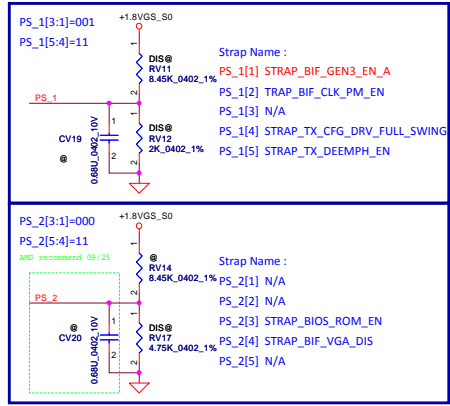 PS_1[3:1]=001
PS_1[5:4]=11
+1.8VGS_S0
1
DIS@
RV11
8.45K_0402_1%
2
PS_1
1
CV19
@
0.68U_0402_10V
2
1
DIS@
RV12
2K_0402_1%
2
Strap Name :
PS_1[1] STRAP_BIF_GEN3_EN_A
PS_1[2] TRAP_BIF_CLK_PM_EN
PS_1[3] N/A
PS_1[4] STRAP_TX_CFG_DRV_FULL_SWING
PS_1[5] STRAP_TX_DEEMPH_EN
PS_2[3:1]=000
PS_2[5:4]=11
AMD recommend 09/25
+1.8VGS_S0
1
@
RV14
8.45K_0402_1%
2
PS_2
1
@
CV20
0.68U_0402_10V
2
1
DIS@
RV17
4.75K_0402_1%
2
Strap Name :
PS_2[1] N/A
PS_2[2] N/A
PS_2[3] STRAP_BIOS_ROM_EN
PS_2[4] STRAP_BIF_VGA_DIS
PS_2[5] N/A